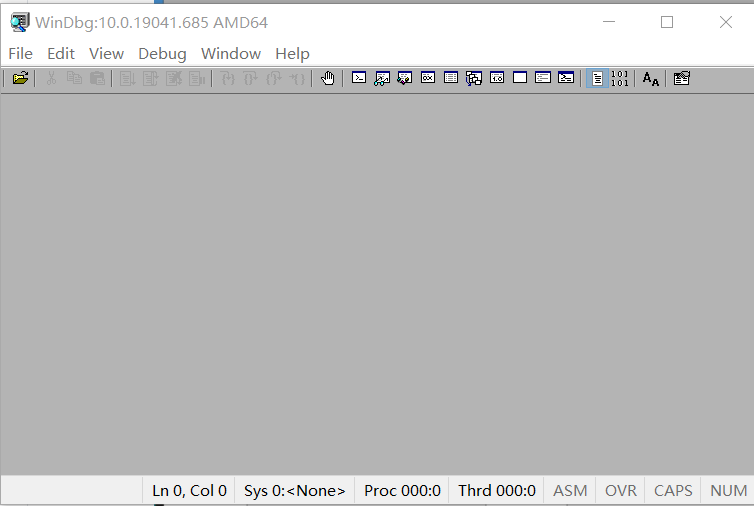 WinDbg:10.0.19041.685 AMD64
File Edit View Debug Window Help
Ln 0, Col 0 Sys 0:<None> Proc 000:0 Thrd 000:0 ASM OVR CAPS NUM